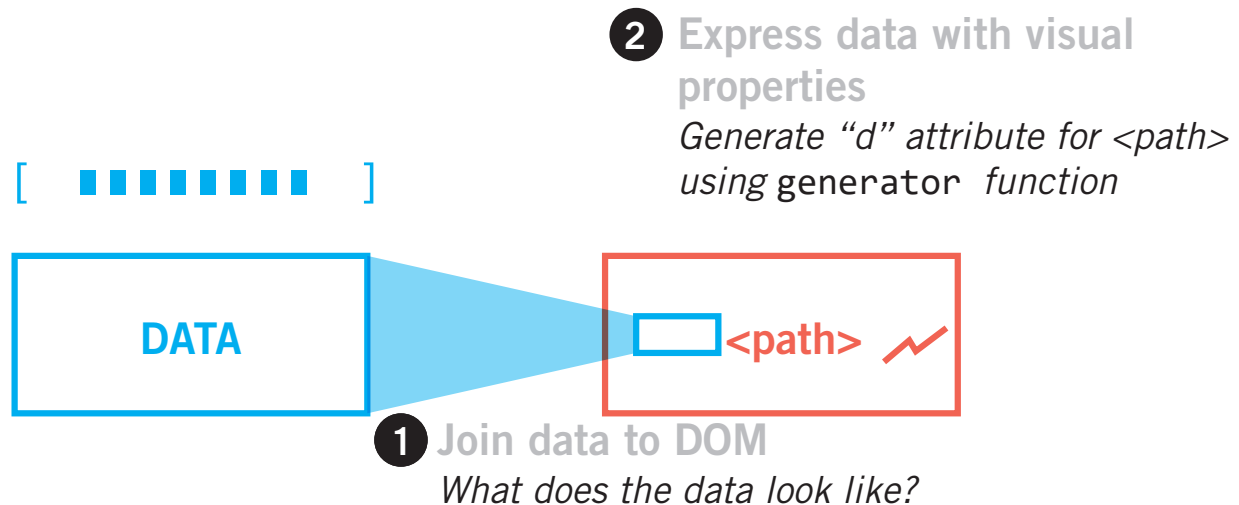 2 Express data with visual
properties
Generate “d” attribute for <path>
using generator function
[ ]
DATA
<path>
1 Join data to DOM
What does the data look like?